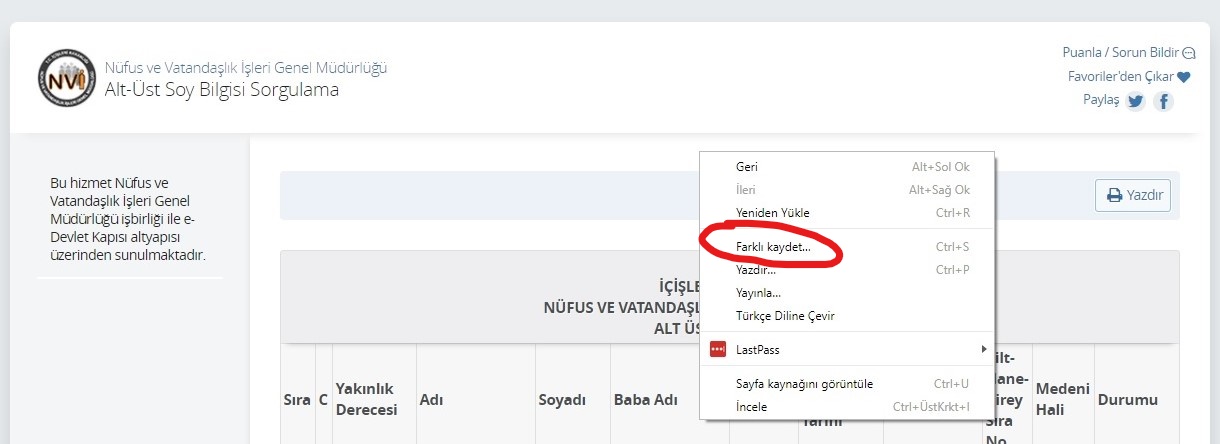 Nüfus ve Vatandaşlık İşleri Genel Müdürlüğü
Alt-Üst Soy Bilgisi Sorgulama
Puanla / Sorun Bildir
Favoriler'den Çıkar
Paylaş
NVİ
Bu hizmet Nüfus ve
Vatandaşlık İşleri Genel
Müdürlüğü işbirliği ile e-
Devlet Kapısı altyapısı
üzerinden sunulmaktadır.
Yazdır
Geri Alt+Sol Ok
İleri Alt+Sağ Ok
Yeniden Yükle Ctrl+R
Farklı kaydet... Ctrl+S
Yazdır... Ctrl+P
Yayınla...
Türkçe Diline Çevir
LastPass
Sayfa kaynağını görüntüle Ctrl+U
İncele Ctrl+ÜstKrkt+I
İÇİŞLE
NÜFUS VE VATANDAŞL
ALT ÜS
Sıra
C
Yakınlık
Derecesi
Adı
Soyadı
Baba Adı
ilt-
ane-
irey
Sıra
No
Medeni
Hali
Durumu